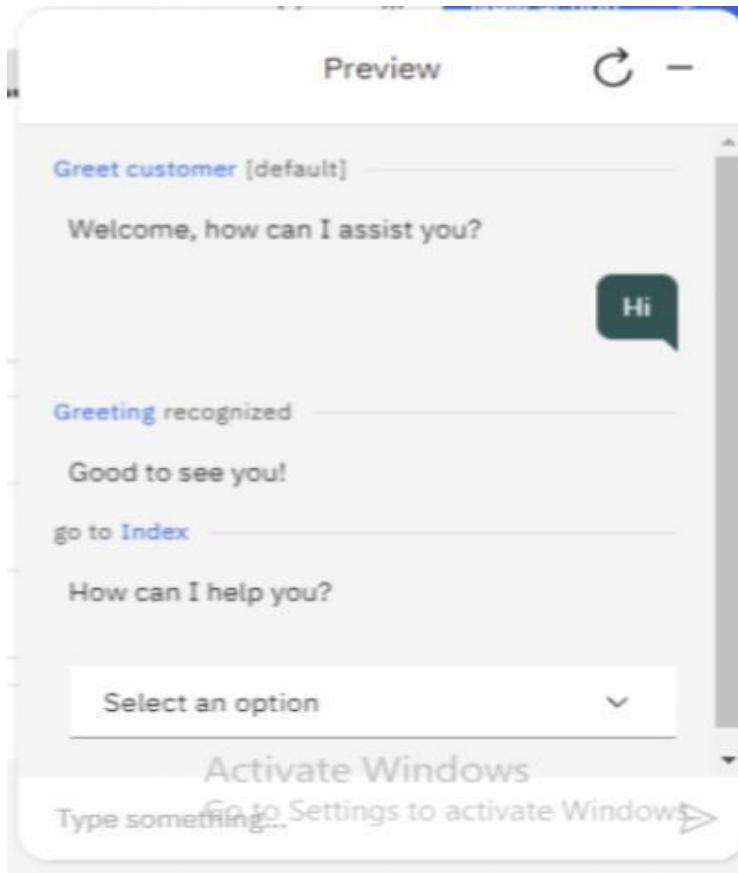 Preview
Greet customer [default]
Welcome, how can I assist you?
Hi
Greeting recognized
Good to see you!
go to Index
How can I help you?
Select an option
Activate Windows
Go to Settings to activate Windows
Type something...